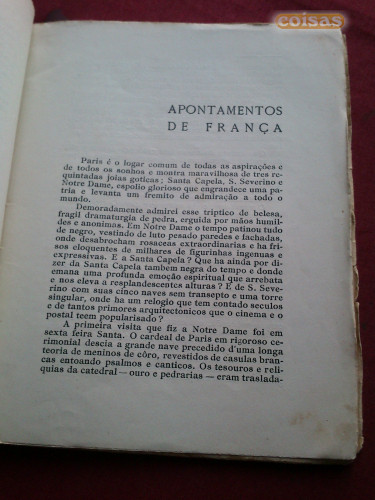 coisas
APONTAMENTOS
DE FRANÇA
Paris é o logar comum de todas as aspirações e
de todos os sonhos e montra maravilhosa de tres re-
quintadas joias goticas; Santa Capela, S. Severino e
Notre Dame, espolio glorioso que engrandece uma pa-
tria e levanta um fremito de admiração a todo o
mundo.
Demoradamente admirei esse triptico de belesa,
fragil dramaturgia de pedra, erguida por mãos humil-
des e anonimas. Em Notre Dame o tempo patinou tudo
de negro, vestindo de luto pesado paredes e fachadas,
onde desabrocham rosaceas extraordinarias e ha fri-
sos eloquentes de milhares de figurinhas ingenuas e
expressivas. E a Santa Capela? Que ha ainda por di-
zer da Santa Capela tambem negra do tempo e donde
emana uma profunda emoção espiritual que arrebata
e nos eleva a resplandescentes alturas? E de S. Seve-
rino com suas cinco naves sem transepto e uma torre
singular, onde ha um relogio que tem contado seculos
e de tantos primores arquitectonicos que o cinema e o
postal teem popularisado?
A primeira visita que fiz a Notre Dame foi em
sexta feira Santa. O cardeal de Paris em rigoroso ce-
rimonial descia a grande nave precedido d'uma longa
teoria de meninos de côro, revestidos de casulas bran-
cas entoando psalmos e canticos. Os tesouros e reli-
quias da catedral—ouro e pedrarias—eram traslada-